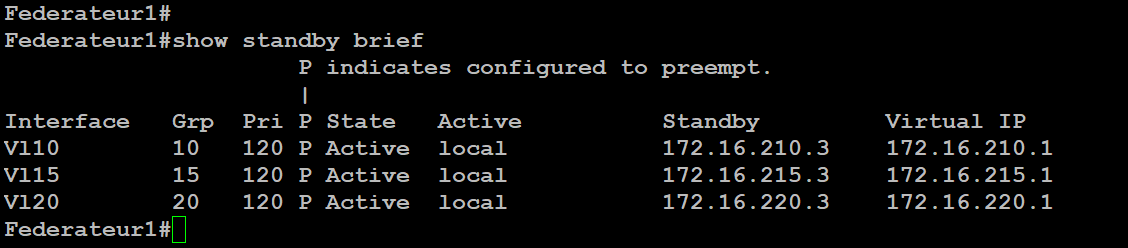 Federateur1#
Federateur1#show standby brief
                     P indicates configured to preempt.
                     |
Interface   Grp  Pri P State   Active          Standby         Virtual IP
Vl10        10   120 P Active  local           172.16.210.3    172.16.210.1
Vl15        15   120 P Active  local           172.16.215.3    172.16.215.1
Vl20        20   120 P Active  local           172.16.220.3    172.16.220.1
Federateur1#